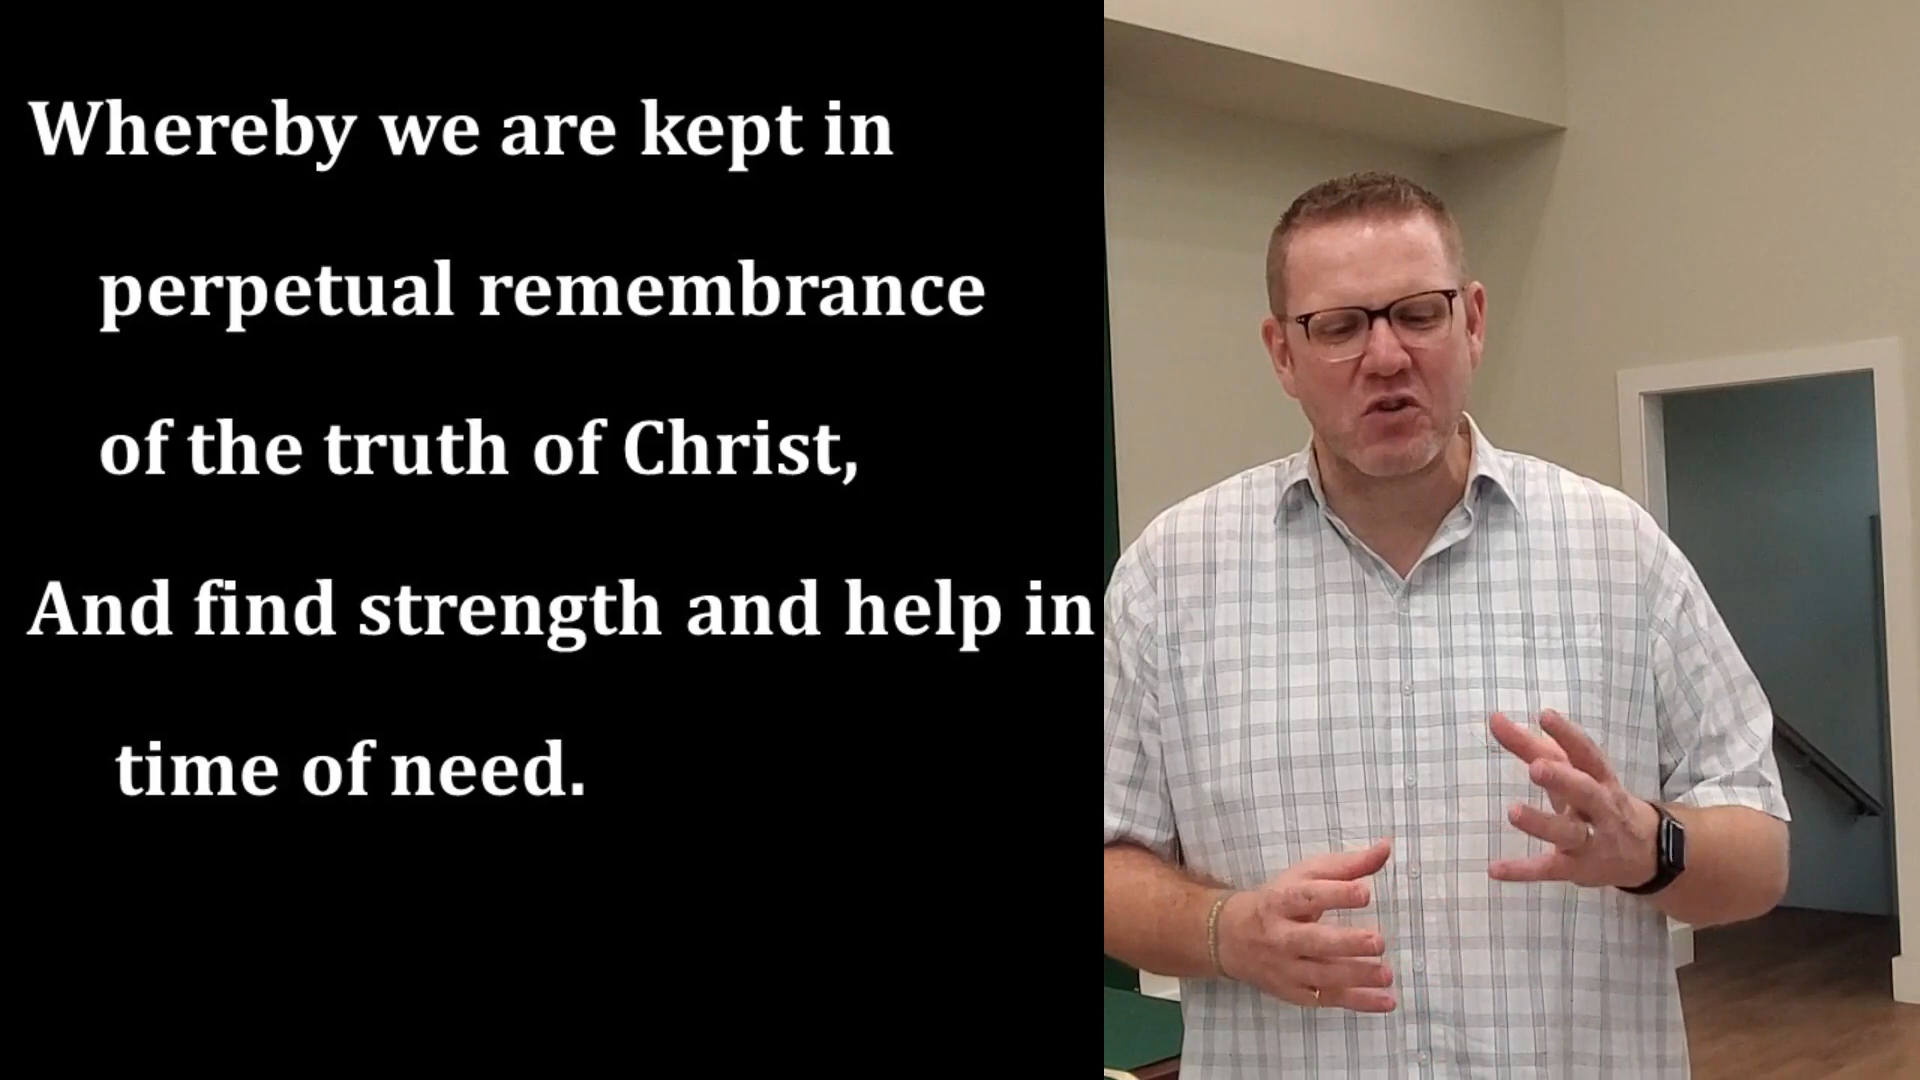 Whereby we are kept in
perpetual remembrance
of the truth of Christ,
And find strength and help in
time of need.